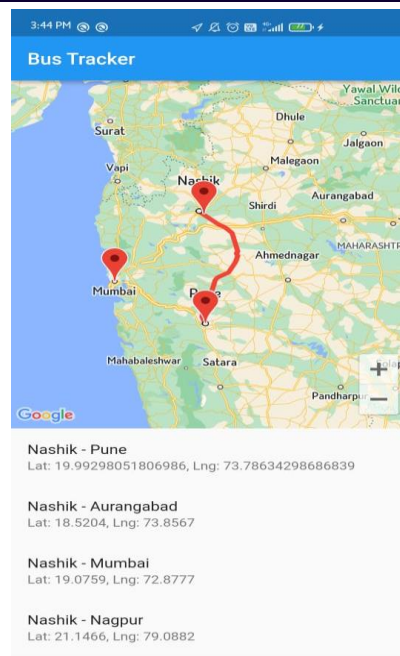 3:44 PM
Bus Tracker
Yawal Wild
Sanctuar
Dhule
Surat
Jalgaon
Malegaon
Vapi
Nashik
Aurangabad
Shirdi
MAHARASHTR
Ahmednagar
Mumbai
Pune
Mahabaleshwar
Satara
+
Pandharpur
−
Google
Nashik - Pune
Lat: 19.99298051806986, Lng: 73.78634298686839
Nashik - Aurangabad
Lat: 18.5204, Lng: 73.8567
Nashik - Mumbai
Lat: 19.0759, Lng: 72.8777
Nashik - Nagpur
Lat: 21.1466, Lng: 79.0882